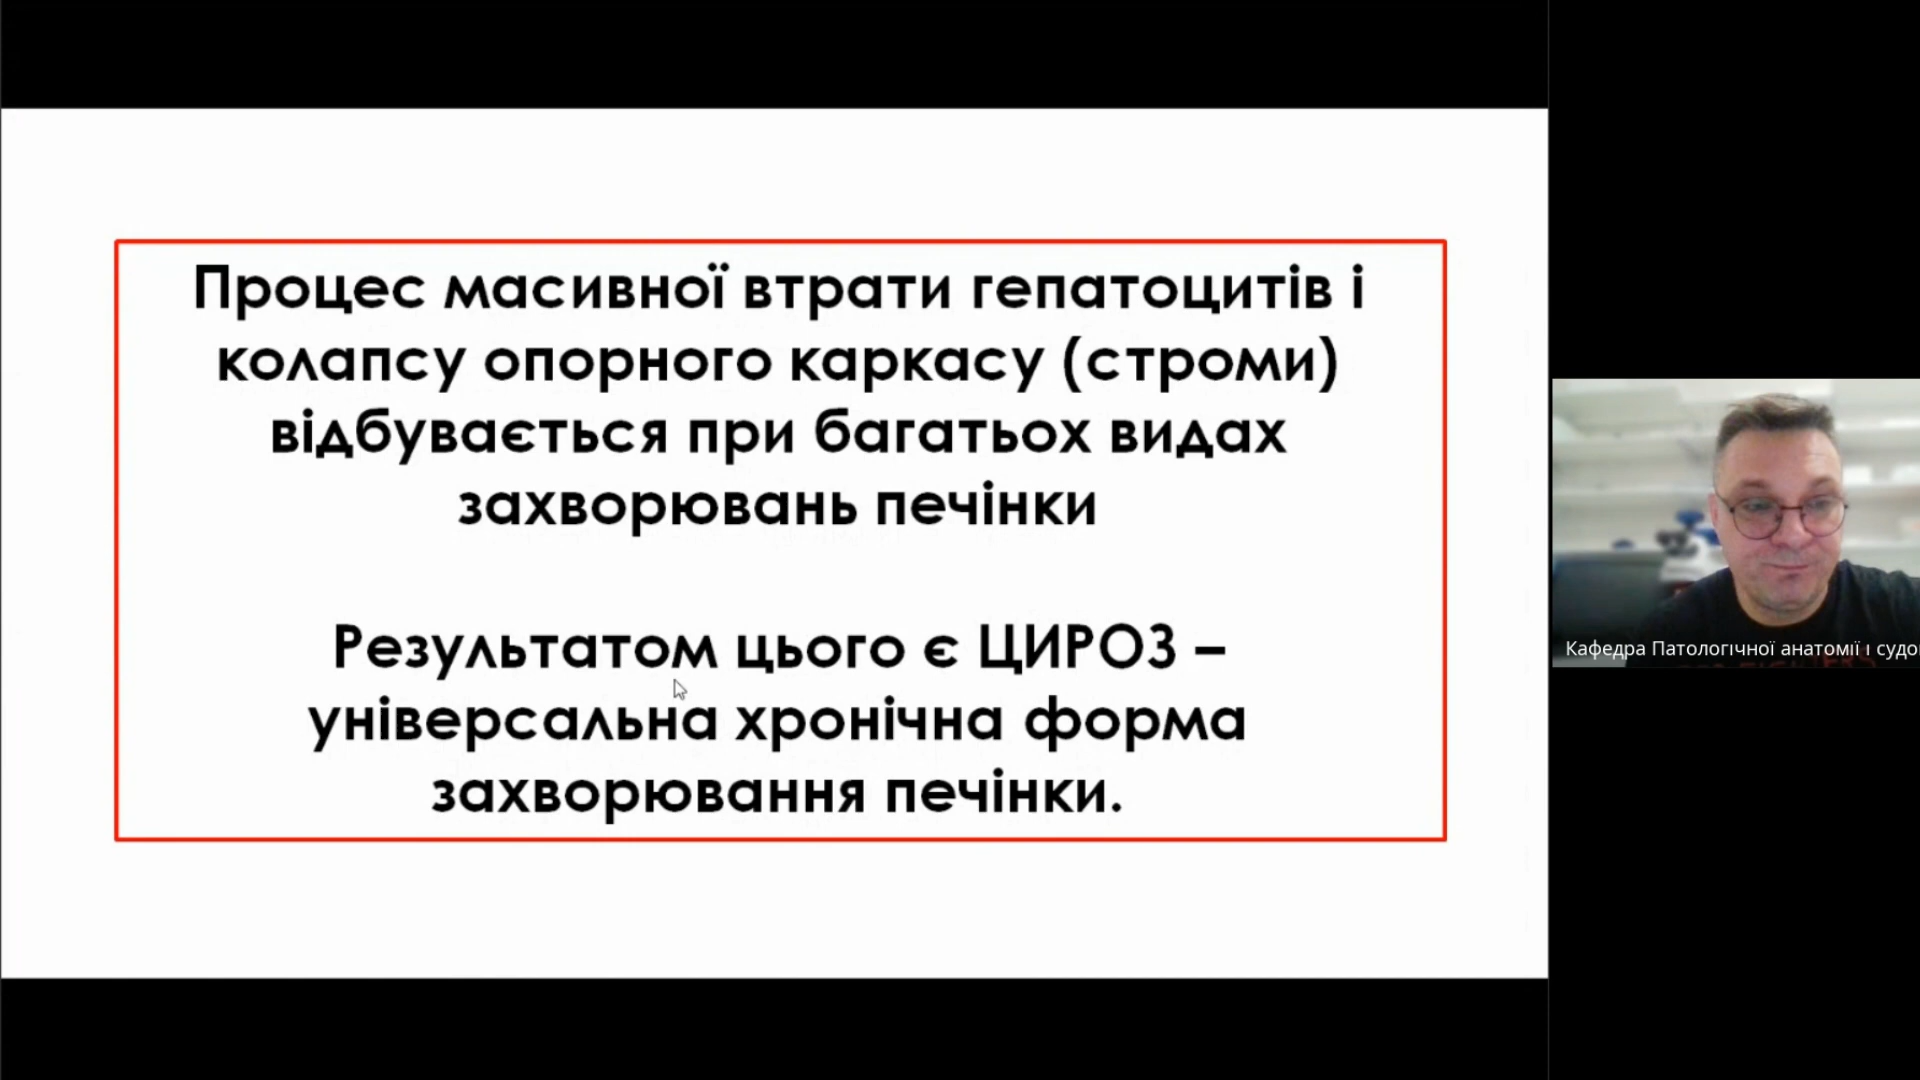 Процес масивної втрати гепатоцитів і
колапсу опорного каркасу (строми)
відбувається при багатьох видах
захворювань печінки
Результатом цього є ЦИРОЗ –
універсальна хронічна форма
захворювання печінки.
Кафедра Патологічної анатомії і судо